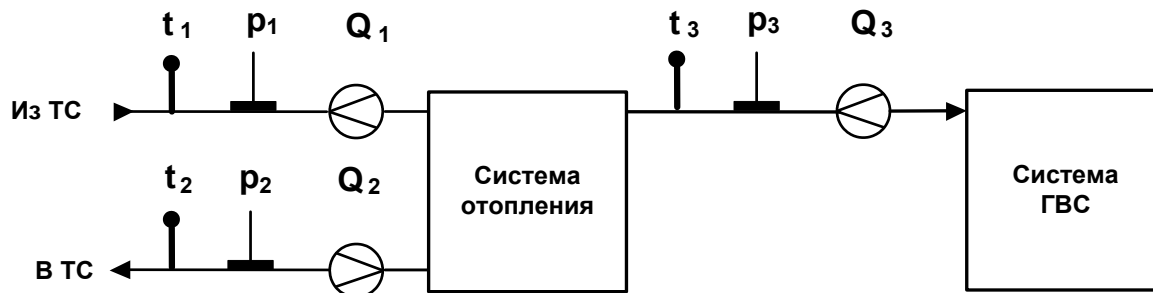 t 1 p1 Q 1
t 3 p3 Q 3
Из ТС
t 2 p2 Q 2
Система
отопления
Система
ГВС
В ТС